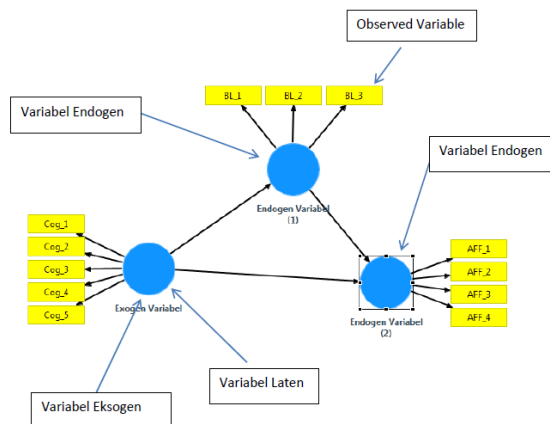 Observed Variable
BL_1
BL_2
BL_3
Variabel Endogen
Variabel Endogen
Endogen Variabel
(1)
Cog_1
Cog_2
Cog_3
Cog_4
Cog_5
Exogen Variabel
AFF_1
AFF_2
AFF_3
AFF_4
Endogen Variabel
(2)
Variabel Eksogen
Variabel Laten